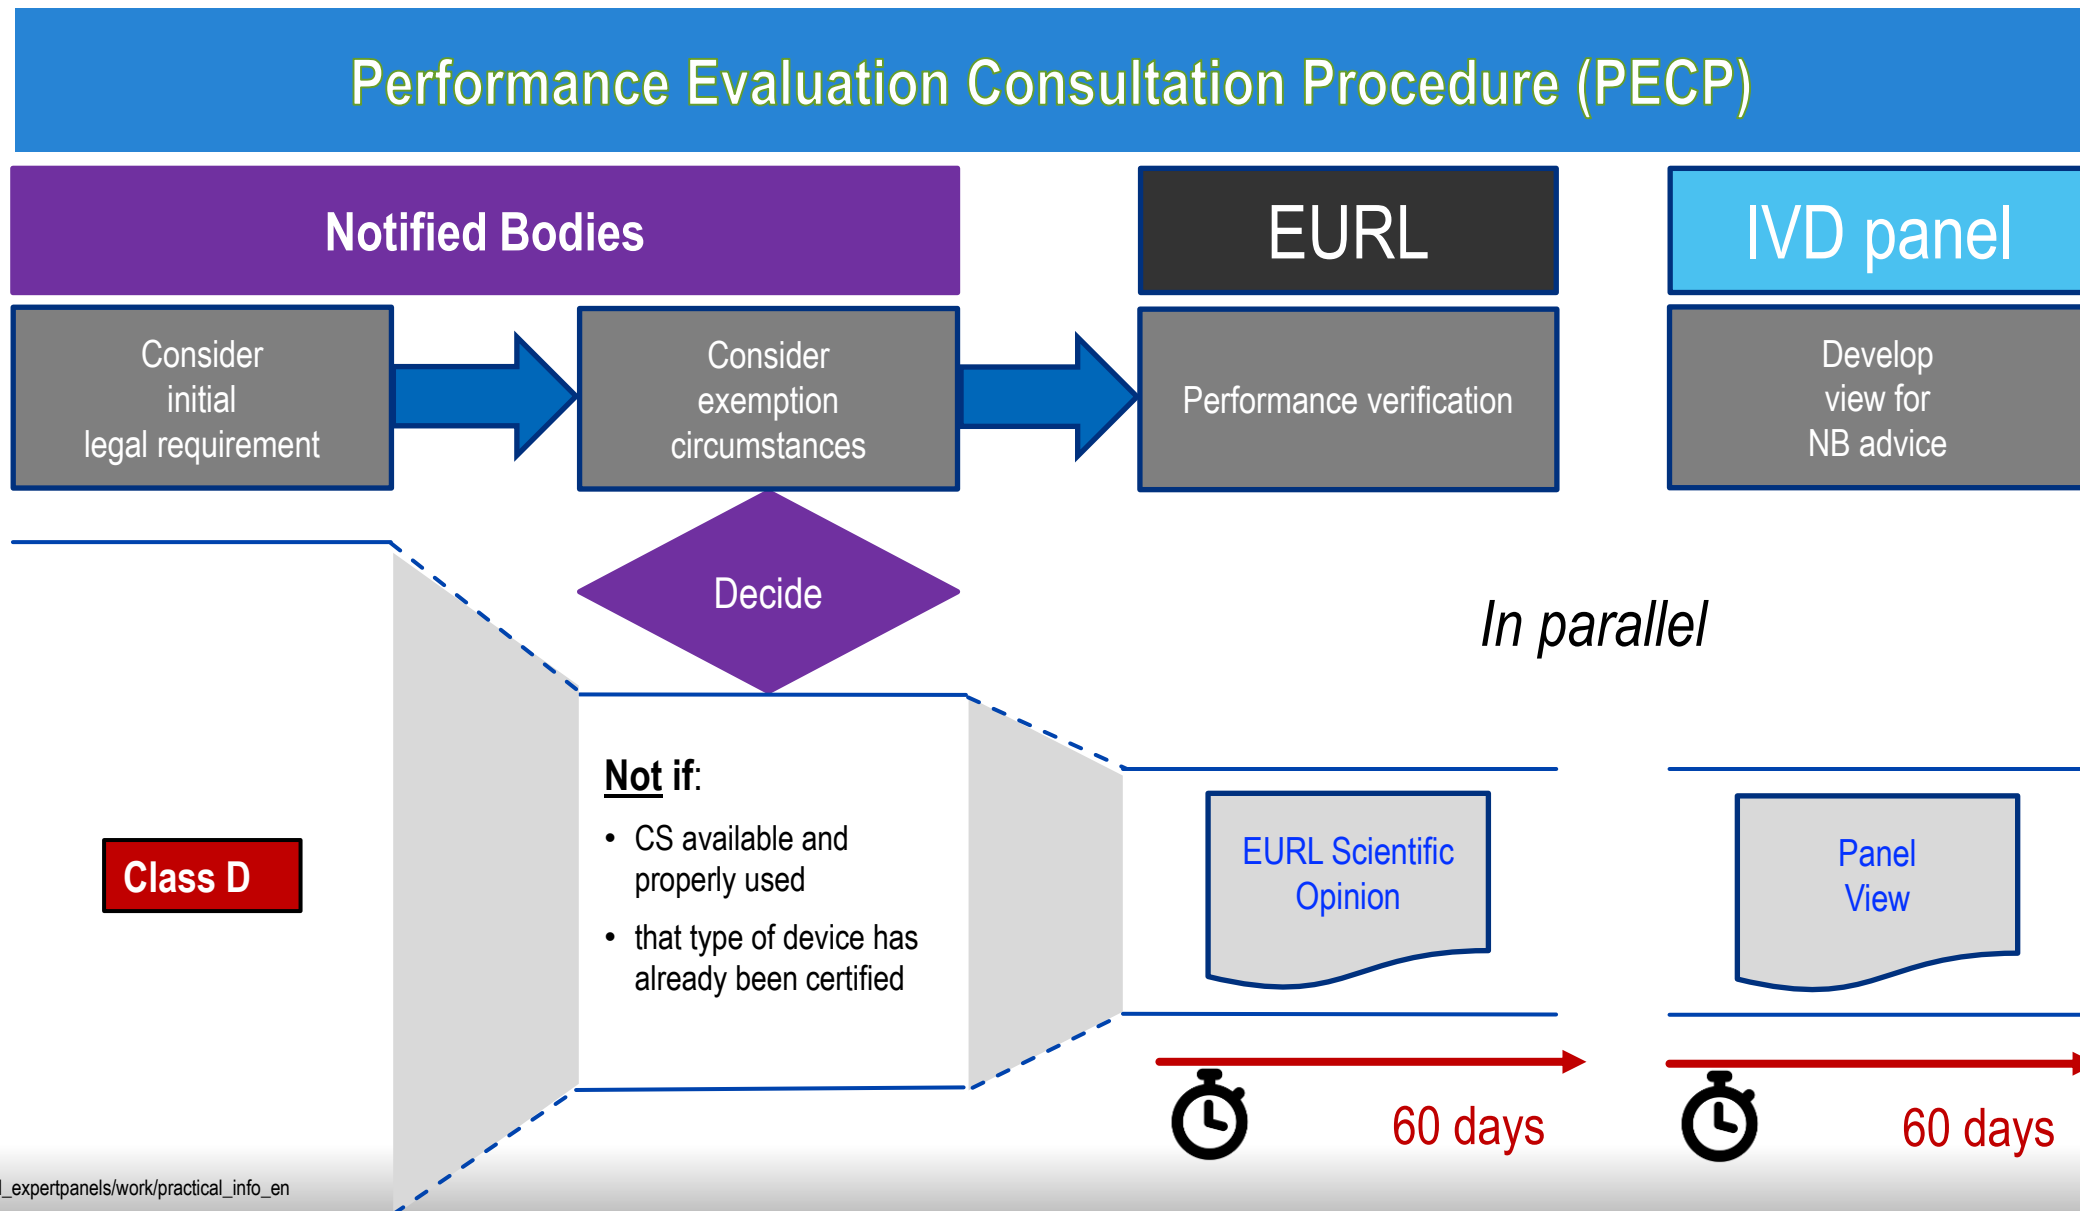 Performance Evaluation Consultation Procedure (PECP)
Notified Bodies
EURL
IVD panel
Consider
initial
legal requirement
Consider
exemption
circumstances
Performance verification
Develop
view for
NB advice
Decide
In parallel
Class D
Not if:
• CS available and
properly used
• that type of device has
already been certified
EURL Scientific
Opinion
Panel
View
60 days
60 days
_expertpanels/work/practical_info_en